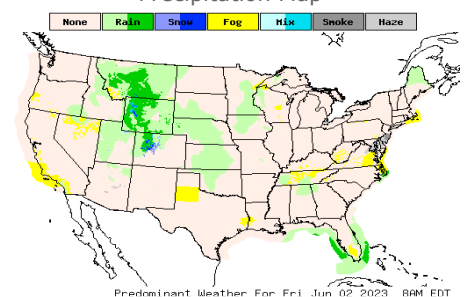 Precipitation Map
None Rain Snow Fog Mix Smoke Haze
Predominant Weather For Fri Jun 02 2023 8AM EDT